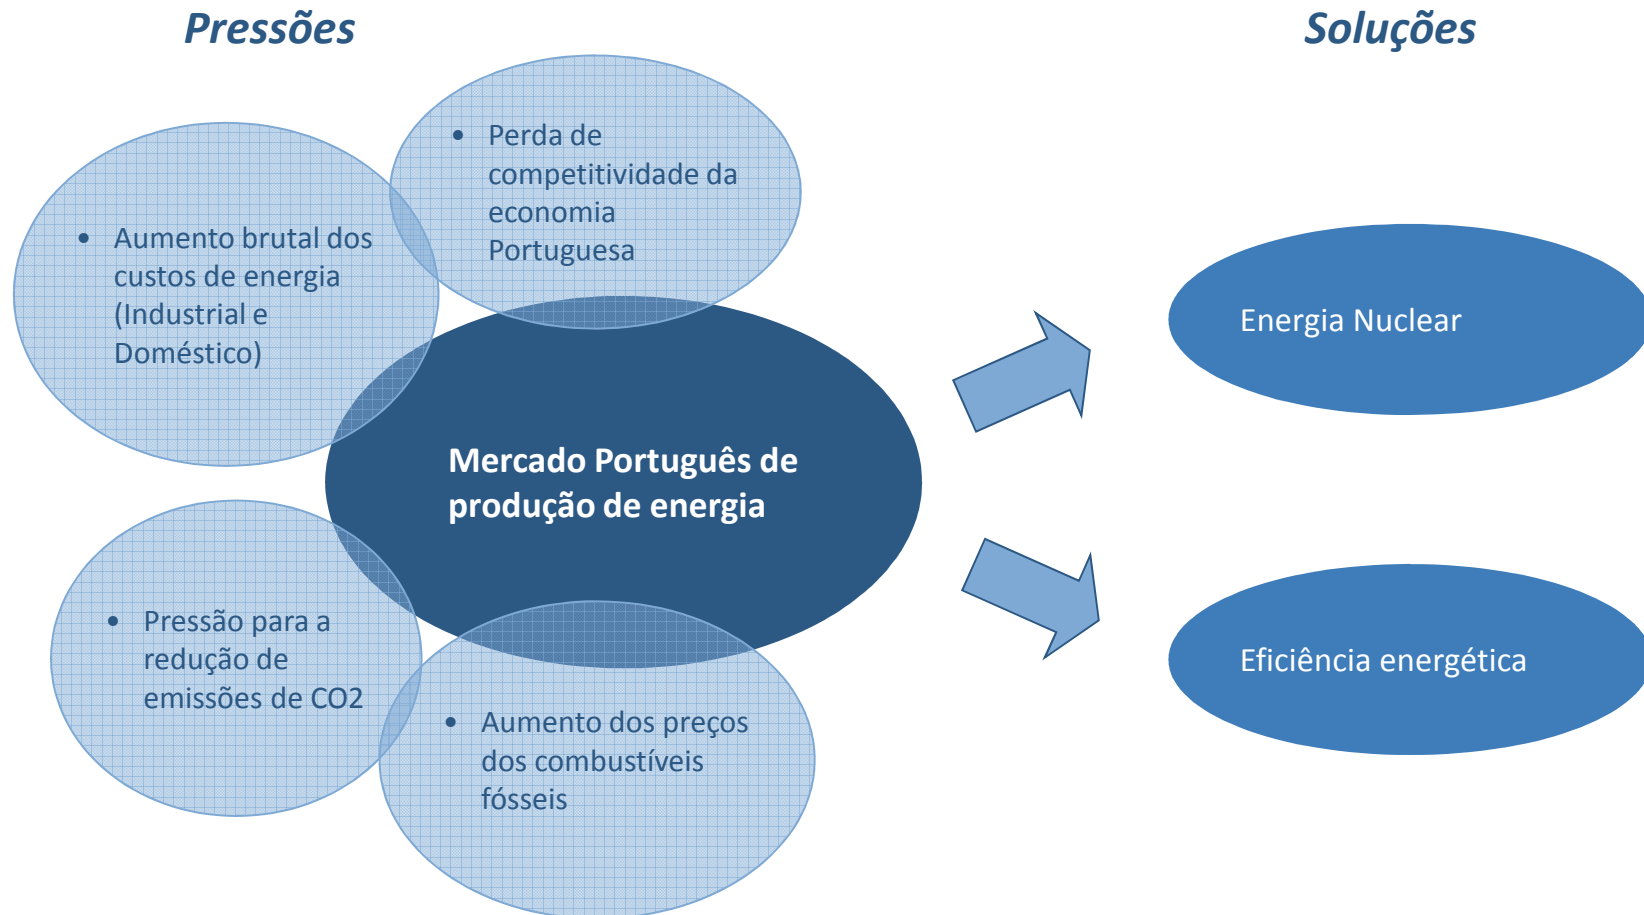 Pressões
Soluções
• Perda de
competitividade da
economia
Portuguesa
• Aumento brutal dos
custos de energia
(Industrial e
Doméstico)
Mercado Português de
produção de energia
• Pressão para a
redução de
emissões de CO2
• Aumento dos preços
dos combustíveis
fósseis
Energia Nuclear
Eficiência energética